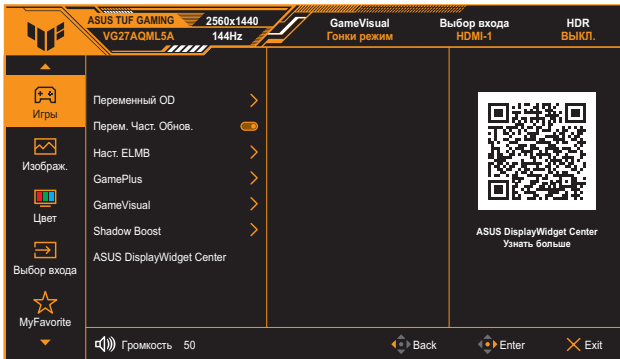 ASUS TUF GAMING 2560x1440
VG27AQML5A 144Hz
GameVisual
Гонки режим
Выбор входа
HDMI-1
HDR
ВЫКЛ.
Игры
Изображ.
Цвет
Выбор входа
MyFavorite
Переменный OD
Перем. Част. Обнов.
Наст. ELMB
GamePlus
GameVisual
Shadow Boost
ASUS DisplayWidget Center
ASUS DisplayWidget Center
Узнать больше
Громкость 50
Back
Enter
Exit